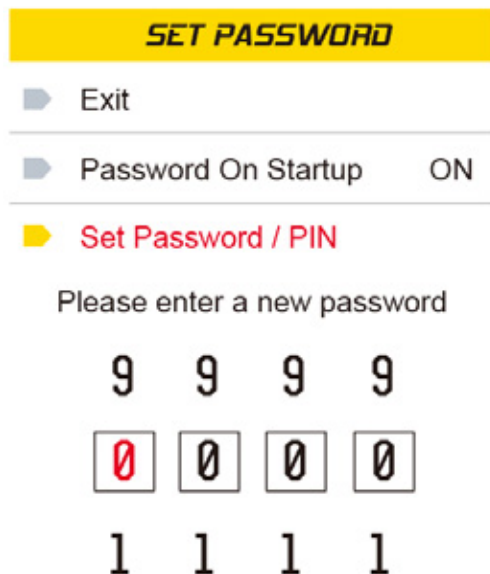 SET PASSWORD
Exit
Password On Startup ON
Set Password / PIN
Please enter a new password
9 9 9 9
0 0 0 0
1 1 1 1